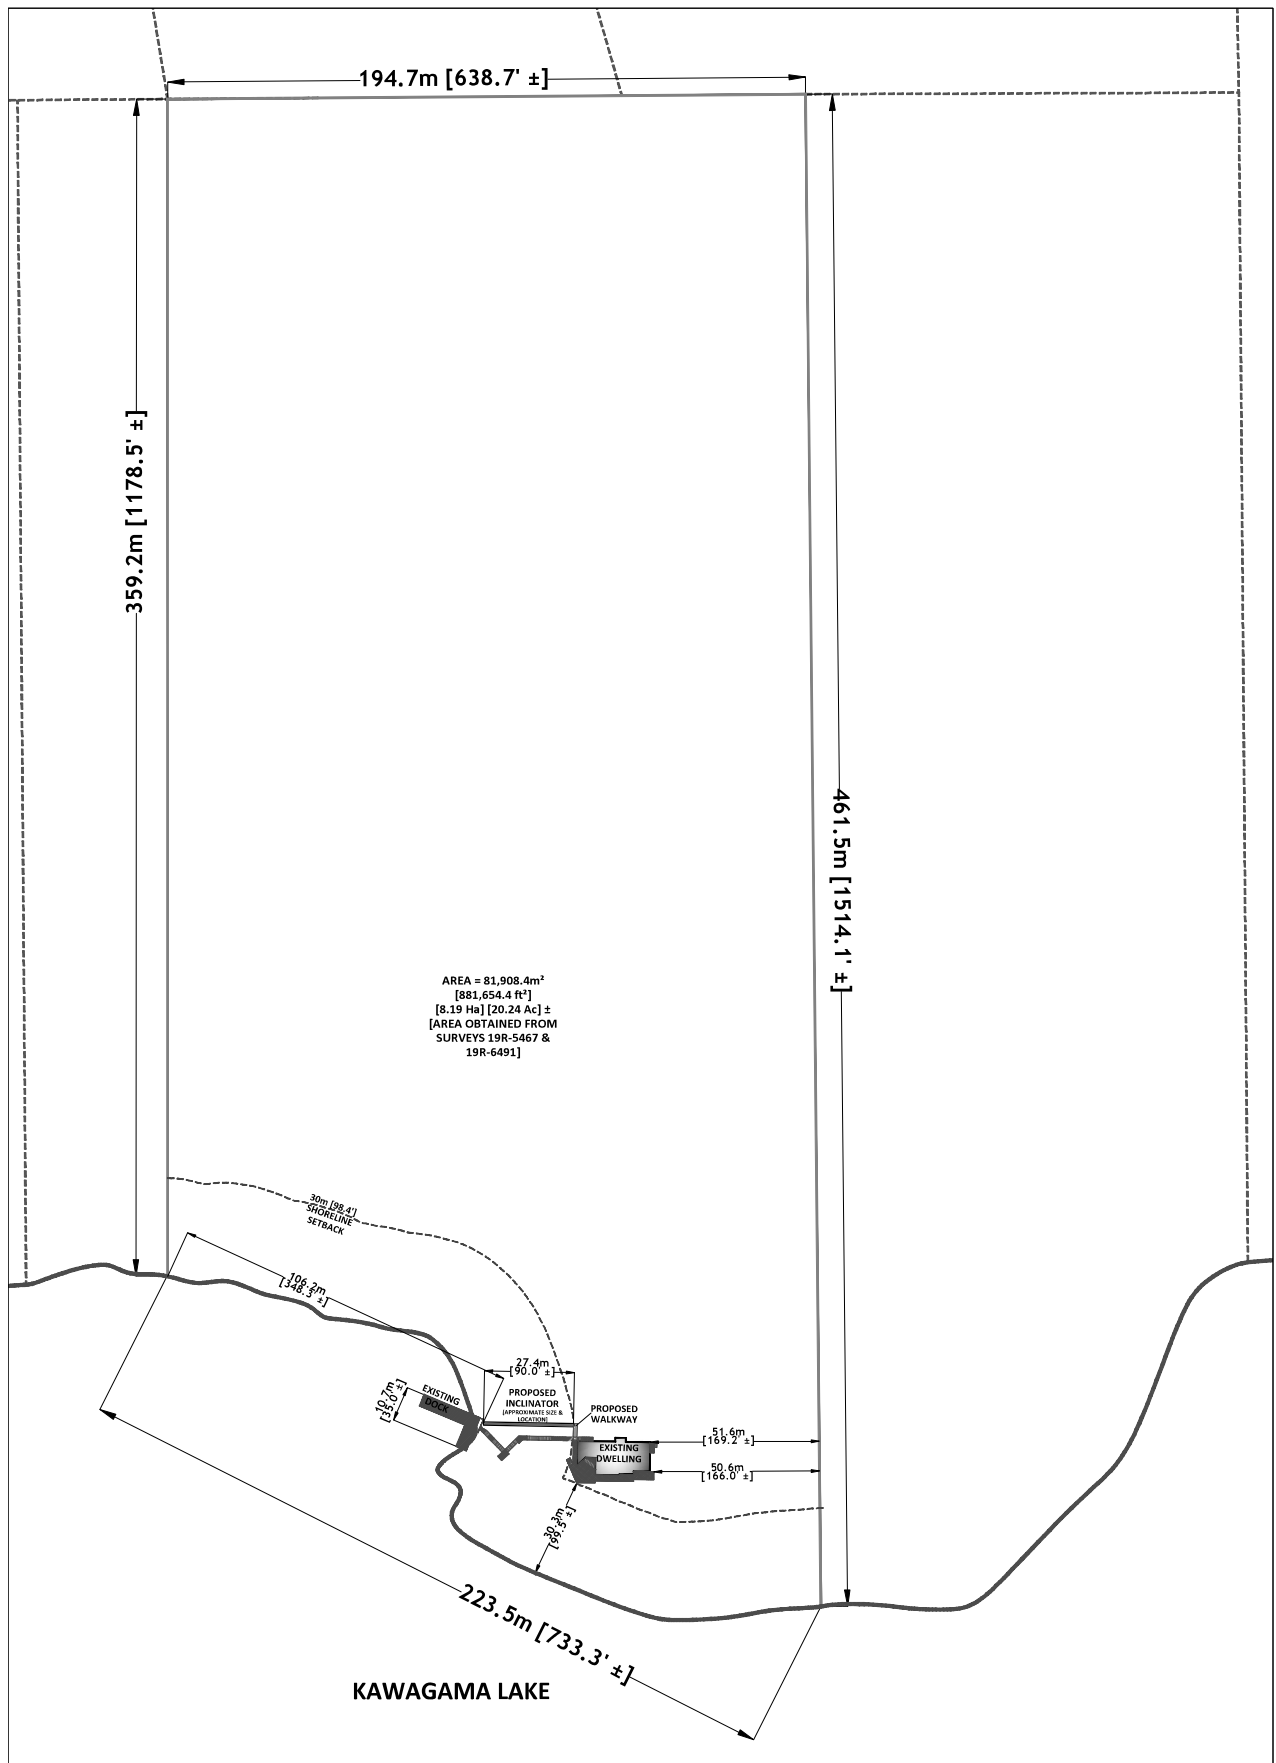 194.7m [638.7' ±]
359.2m [1178.5' ±]
461.5m [1514.1' ±]
AREA = 81,908.4m²
[881,654.4 ft²]
[8.19 Ha] [20.24 Ac] ±
[AREA OBTAINED FROM
SURVEYS 19R-5467 &
19R-6491]
30m [98.4']
SHORELINE
SETBACK
106.2m
[348.3' ±]
27.4m
[90.0' ±]
10.7m
[35.0' ±]
EXISTING
DOCK
PROPOSED
INCLINATOR
[APPROXIMATE SIZE &
LOCATION]
PROPOSED
WALKWAY
EXISTING
DWELLING
51.6m
[169.2' ±]
50.6m
[166.0' ±]
30.3m
[99.5' ±]
223.5m [733.3' ±]
KAWAGAMA LAKE